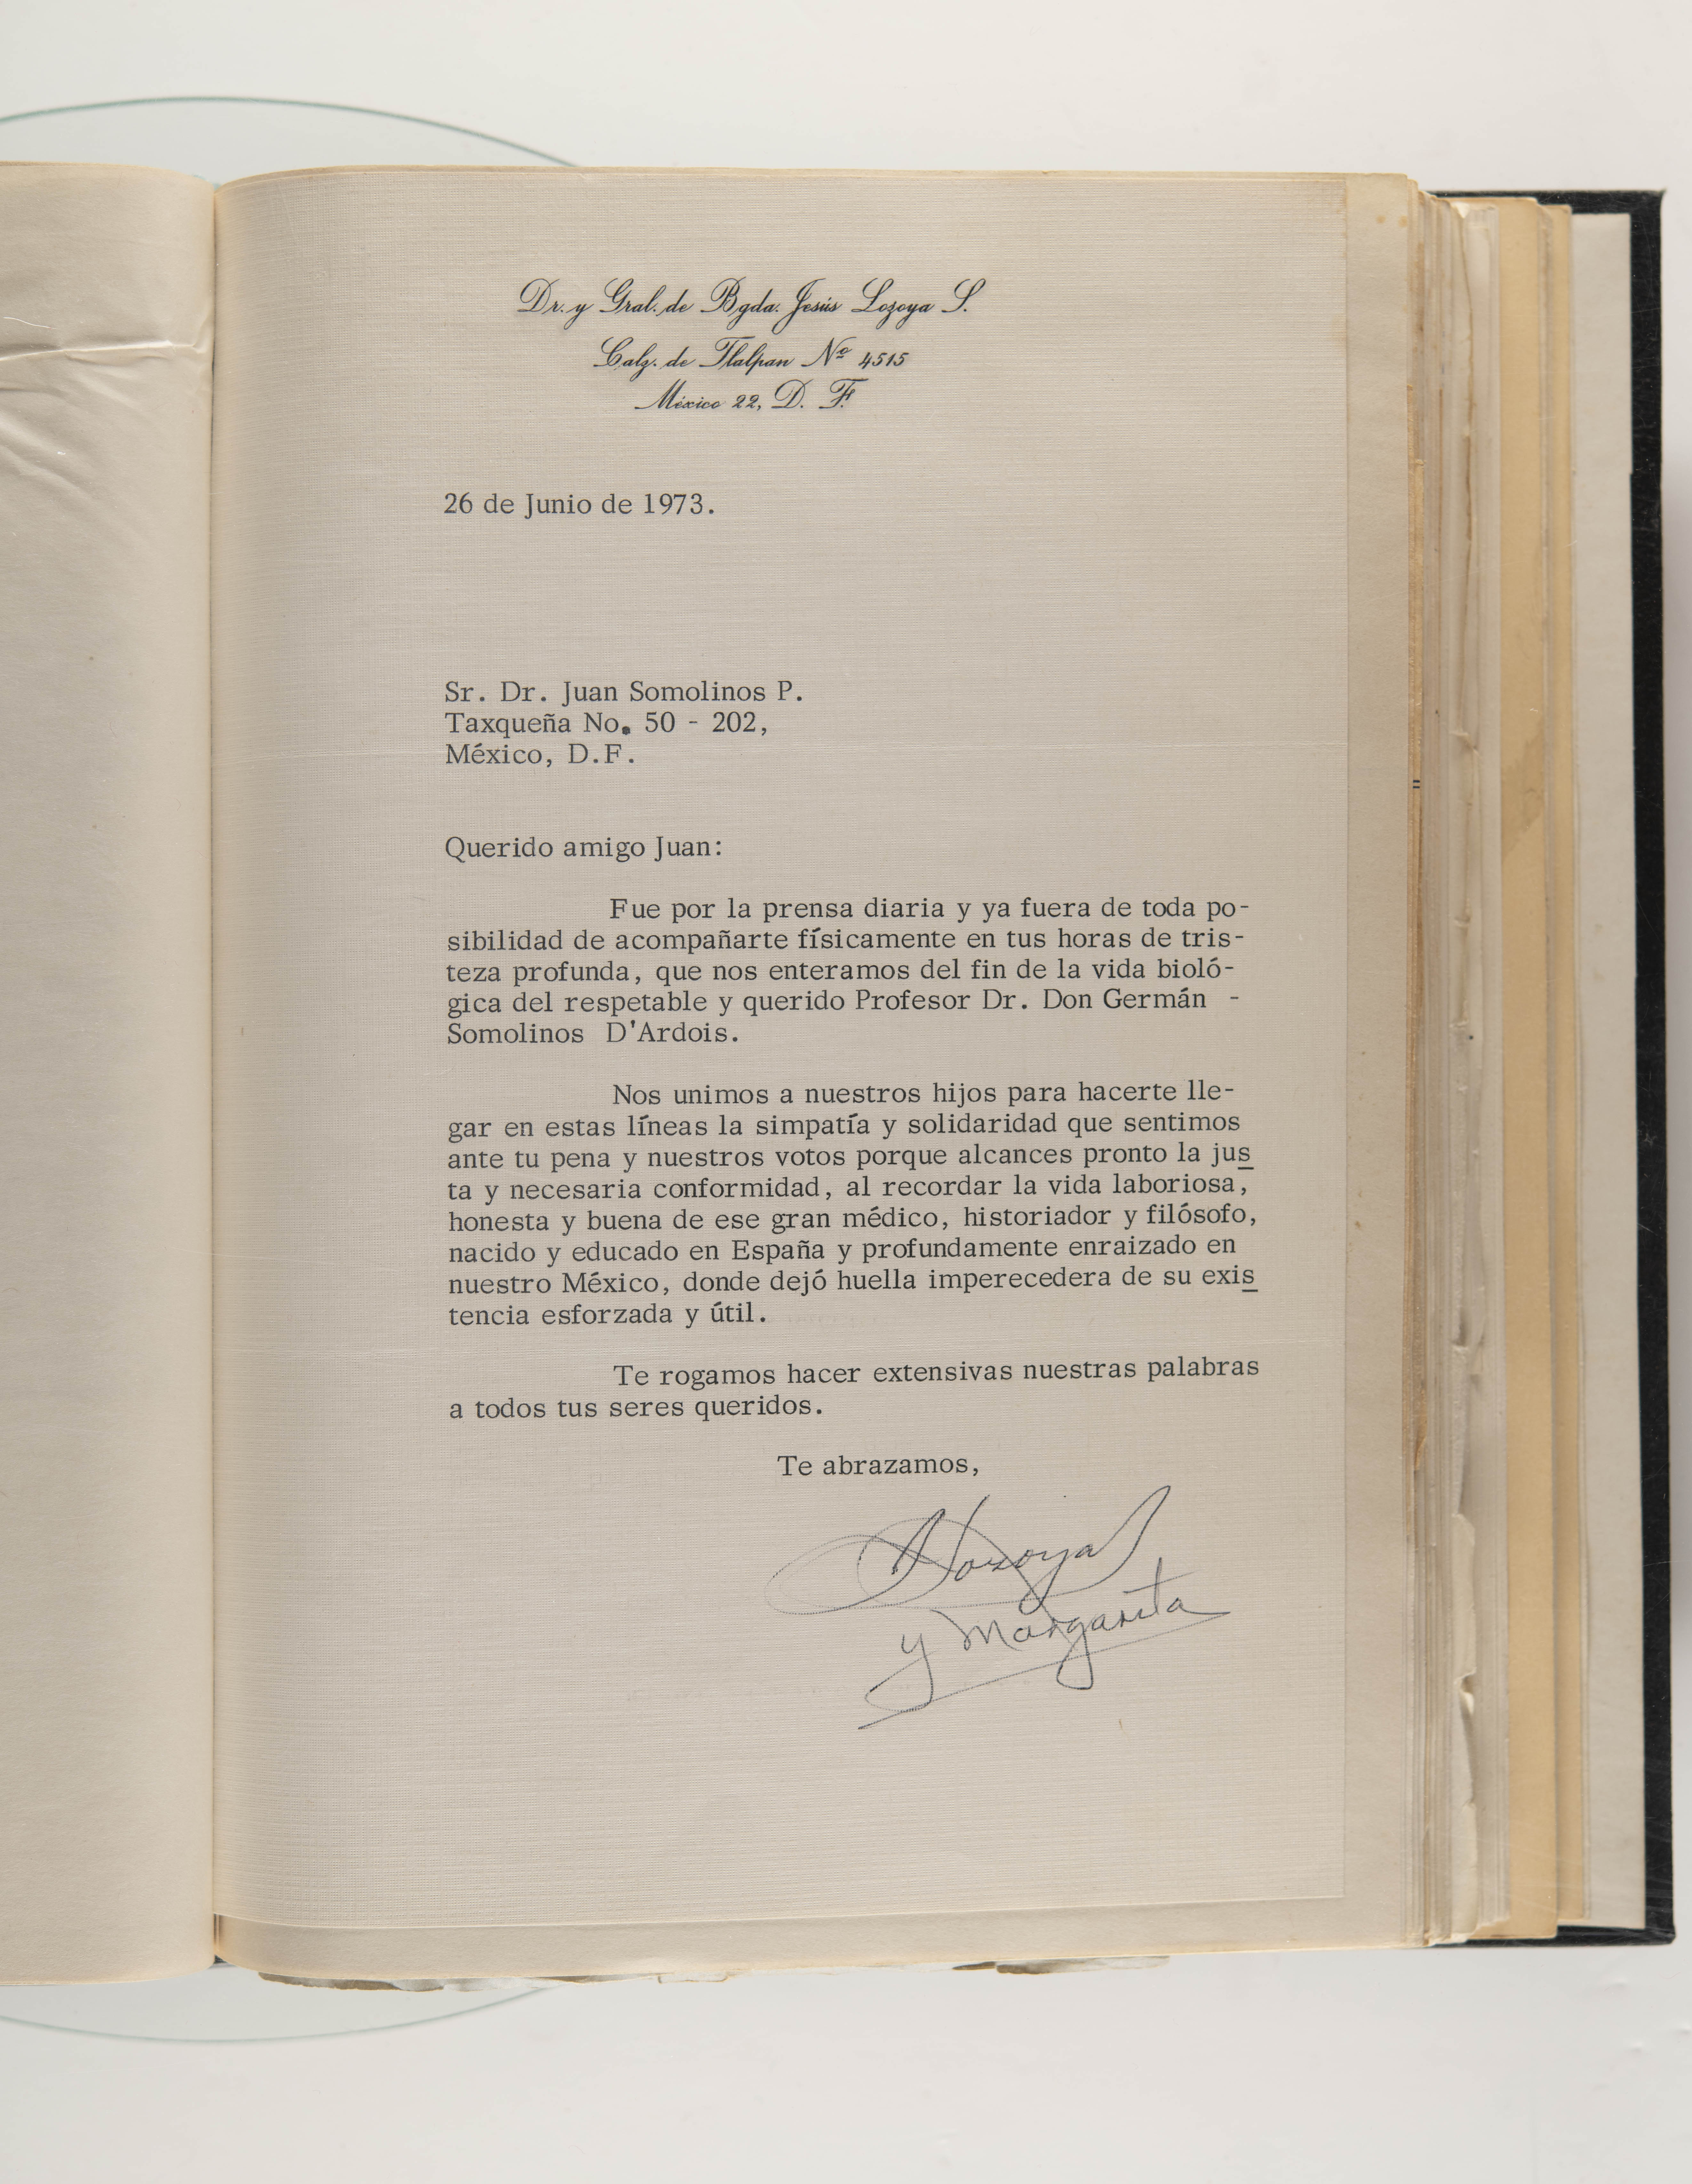 Dr. y Gral. de Bgda. Jesús Lozoya S.
Calz. de Tlalpan Nº 4515
México 22, D. F.
26 de Junio de 1973.
Sr. Dr. Juan Somolinos P.
Taxqueña No. 50 - 202,
México, D.F.
Querido amigo Juan:
Fue por la prensa diaria y ya fuera de toda po-
sibilidad de acompañarte físicamente en tus horas de tris-
teza profunda, que nos enteramos del fin de la vida bioló-
gica del respetable y querido Profesor Dr. Don Germán -
Somolinos D'Ardois.
Nos unimos a nuestros hijos para hacerte lle-
gar en estas líneas la simpatía y solidaridad que sentimos
ante tu pena y nuestros votos porque alcances pronto la jus
ta y necesaria conformidad, al recordar la vida laboriosa,
honesta y buena de ese gran médico, historiador y filósofo,
nacido y educado en España y profundamente enraizado en
nuestro México, donde dejó huella imperecedera de su exis
tencia esforzada y útil.
Te rogamos hacer extensivas nuestras palabras
a todos tus seres queridos.
Te abrazamos,
Lozoya
y Margarita